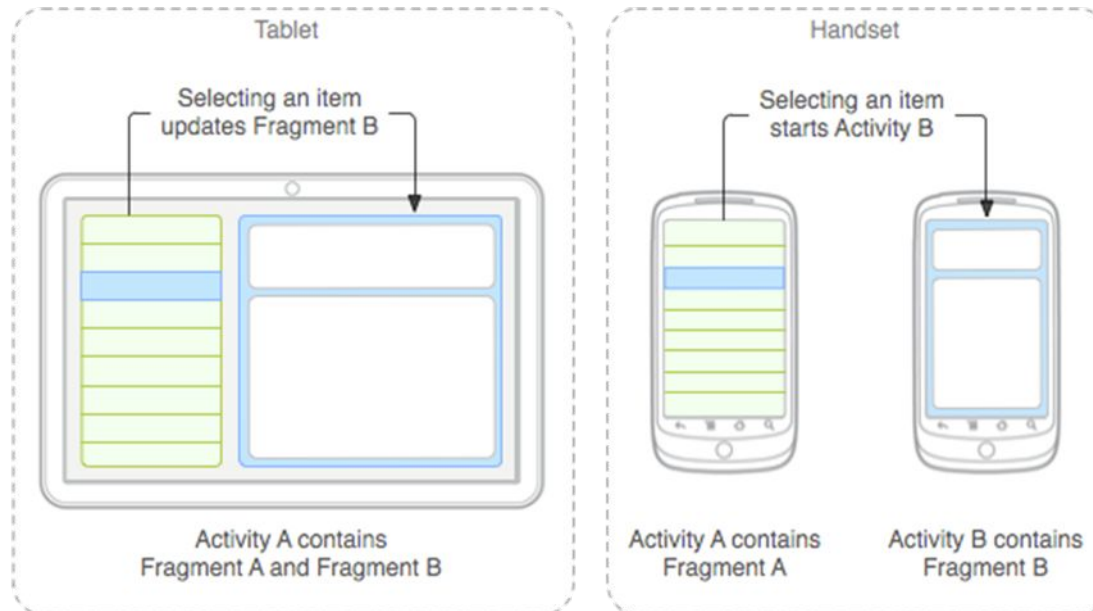 Tablet
Selecting an item
updates Fragment B
Activity A contains
Fragment A and Fragment B
Handset
Selecting an item
starts Activity B
Activity A contains
Fragment A
Activity B contains
Fragment B